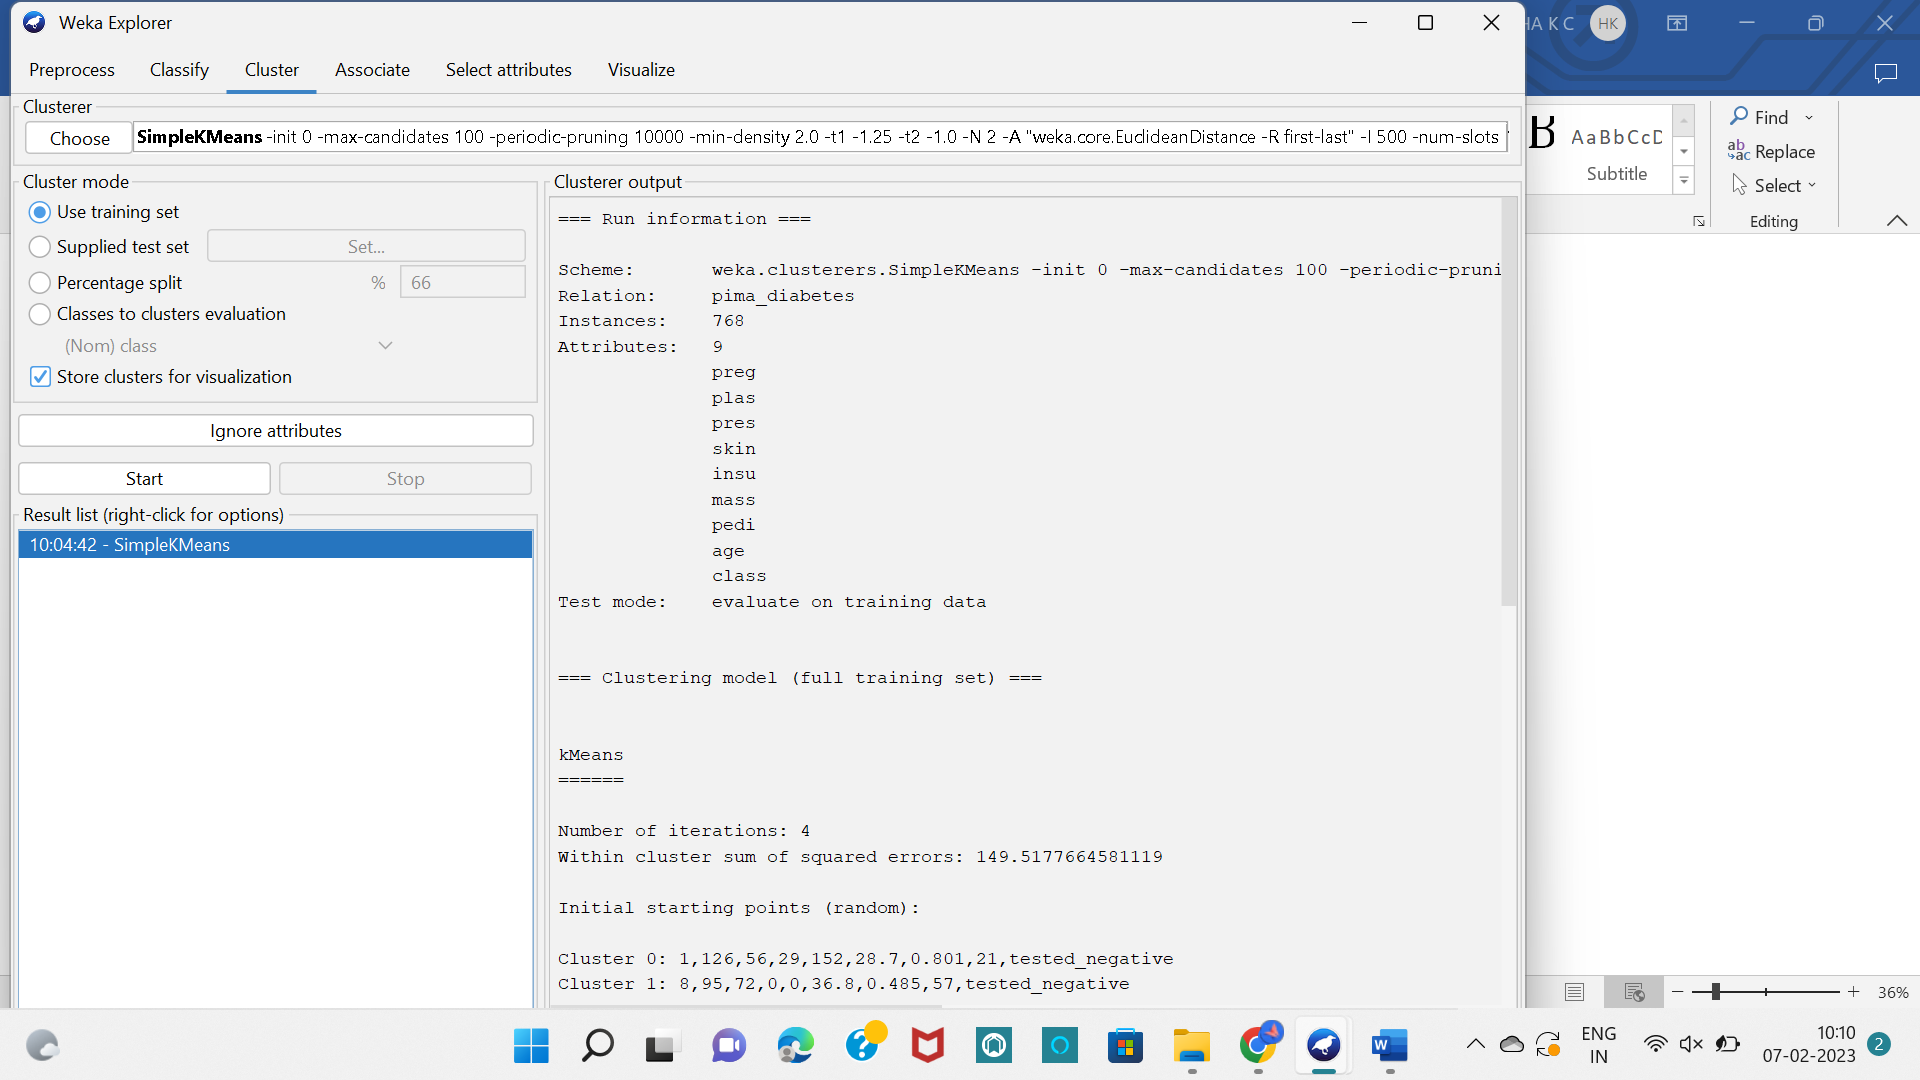 Weka Explorer
HA K C HK
Preprocess Classify Cluster Associate Select attributes Visualize
Clusterer
Choose SimpleKMeans -init 0 -max-candidates 100 -periodic-pruning 10000 -min-density 2.0 -t1 -1.25 -t2 -1.0 -N 2 -A "weka.core.EuclideanDistance -R first-last" -I 500 -num-slots
Cluster mode
Use training set
Supplied test set Set...
Percentage split % 66
Classes to clusters evaluation
(Nom) class
Store clusters for visualization
Ignore attributes
Start Stop
Result list (right-click for options)
10:04:42 - SimpleKMeans
Clusterer output
=== Run information ===
Scheme: weka.clusterers.SimpleKMeans -init 0 -max-candidates 100 -periodic-pruni
Relation: pima_diabetes
Instances: 768
Attributes: 9
preg
plas
pres
skin
insu
mass
pedi
age
class
Test mode: evaluate on training data
=== Clustering model (full training set) ===
kMeans
======
Number of iterations: 4
Within cluster sum of squared errors: 149.5177664581119
Initial starting points (random):
Cluster 0: 1,126,56,29,152,28.7,0.801,21,tested_negative
Cluster 1: 8,95,72,0,0,36.8,0.485,57,tested_negative
AaBbCcD
Subtitle
Find
Replace
Select
Editing
36%
ENG
IN
10:10
07-02-2023
2